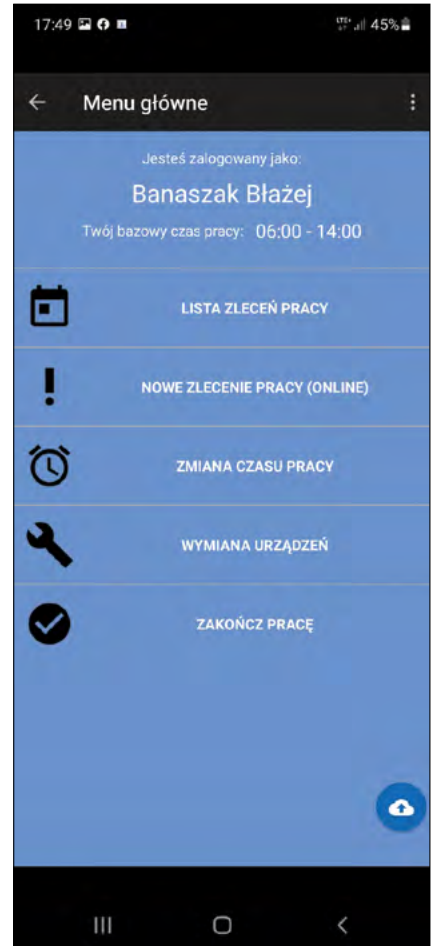 17:49 LTE+ 45%
Menu główne
Jesteś zalogowany jako:
Banaszak Błażej
Twój bazowy czas pracy: 06:00 - 14:00
LISTA ZLECEŃ PRACY
NOWE ZLECENIE PRACY (ONLINE)
ZMIANA CZASU PRACY
WYMIANA URZĄDZEŃ
ZAKOŃCZ PRACĘ